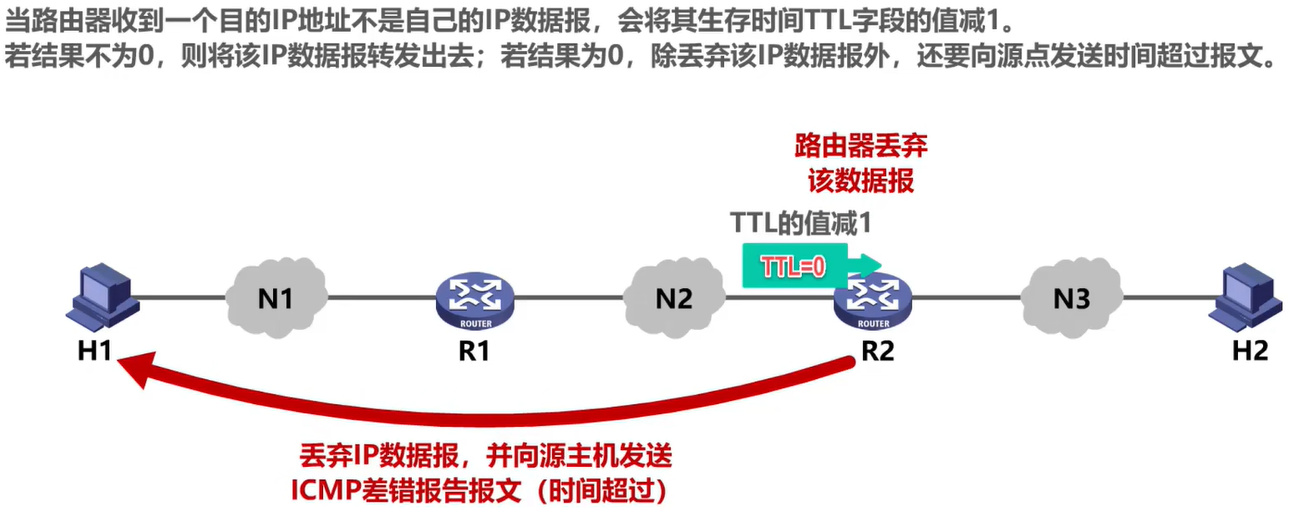 当路由器收到一个目的IP地址不是自己的IP数据报，会将其生存时间TTL字段的值减1。
若结果不为0，则将该IP数据报转发出去；若结果为0，除丢弃该IP数据报外，还要向源点发送时间超过报文。
路由器丢弃
该数据报
TTL的值减1
TTL=0
N1
N2
N3
ROUTER
ROUTER
H1
R1
R2
H2
丢弃IP数据报，并向源主机发送
ICMP差错报告报文（时间超过）